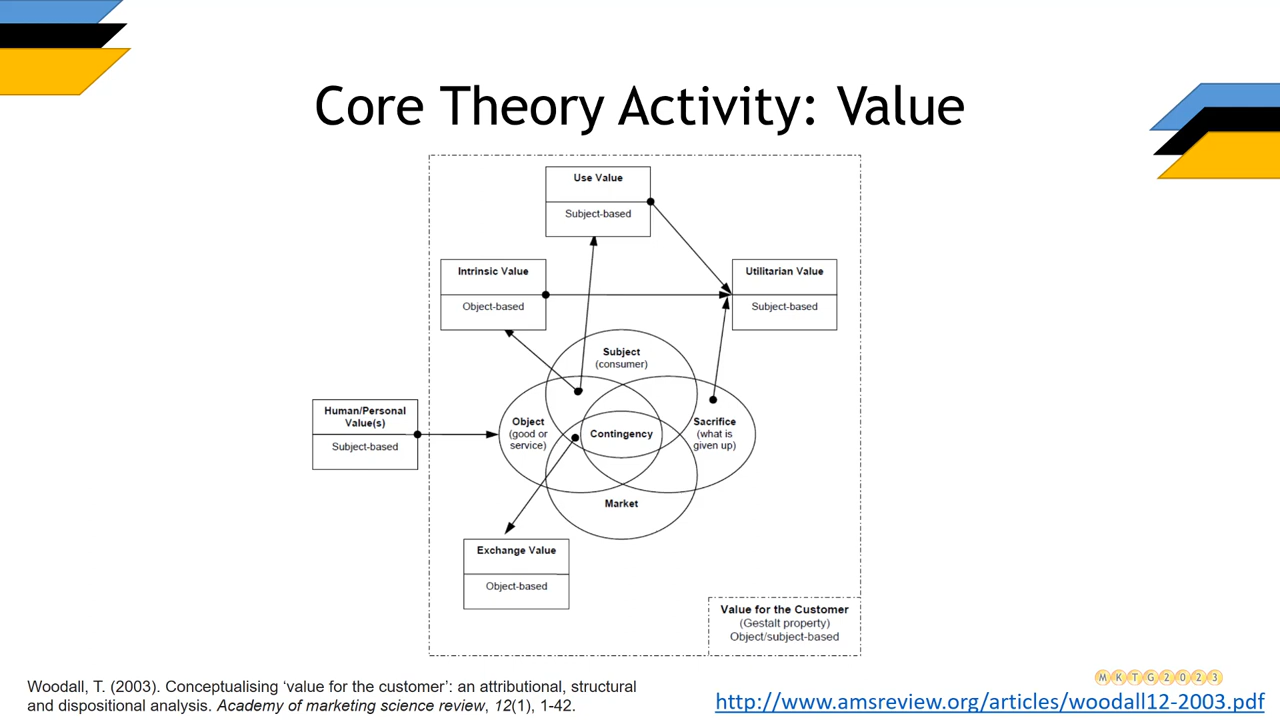 Core Theory Activity: Value
Use Value
Subject-based
Intrinsic Value
Object-based
Utilitarian Value
Subject-based
Subject
(consumer)
Human/Personal
Value(s)
Subject-based
Object
(good or
service)
Contingency
Sacrifice
(what is
given up)
Market
Exchange Value
Object-based
Value for the Customer
(Gestalt property)
Object/subject-based
Woodall, T. (2003). Conceptualising ‘value for the customer’: an attributional, structural
and dispositional analysis. Academy of marketing science review, 12(1), 1-42.
MKTG2023
http://www.amsreview.org/articles/woodall12-2003.pdf